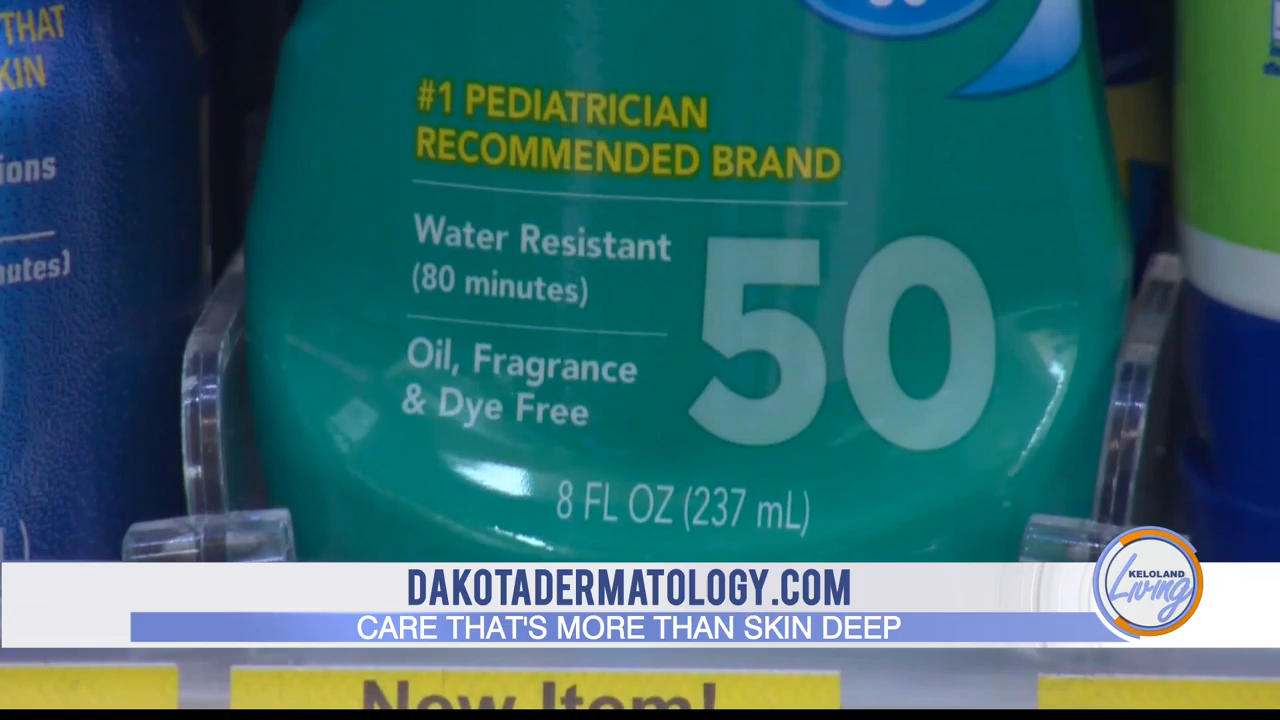 THAT
KIN
ions
nutes)
#1 PEDIATRICIAN
RECOMMENDED BRAND
Water Resistant
(80 minutes)
50
Oil, Fragrance
& Dye Free
8 FL OZ (237 mL)
DAKOTADERMATOLOGY.COM
CARE THAT'S MORE THAN SKIN DEEP
KELOLAND
Living
New Item!